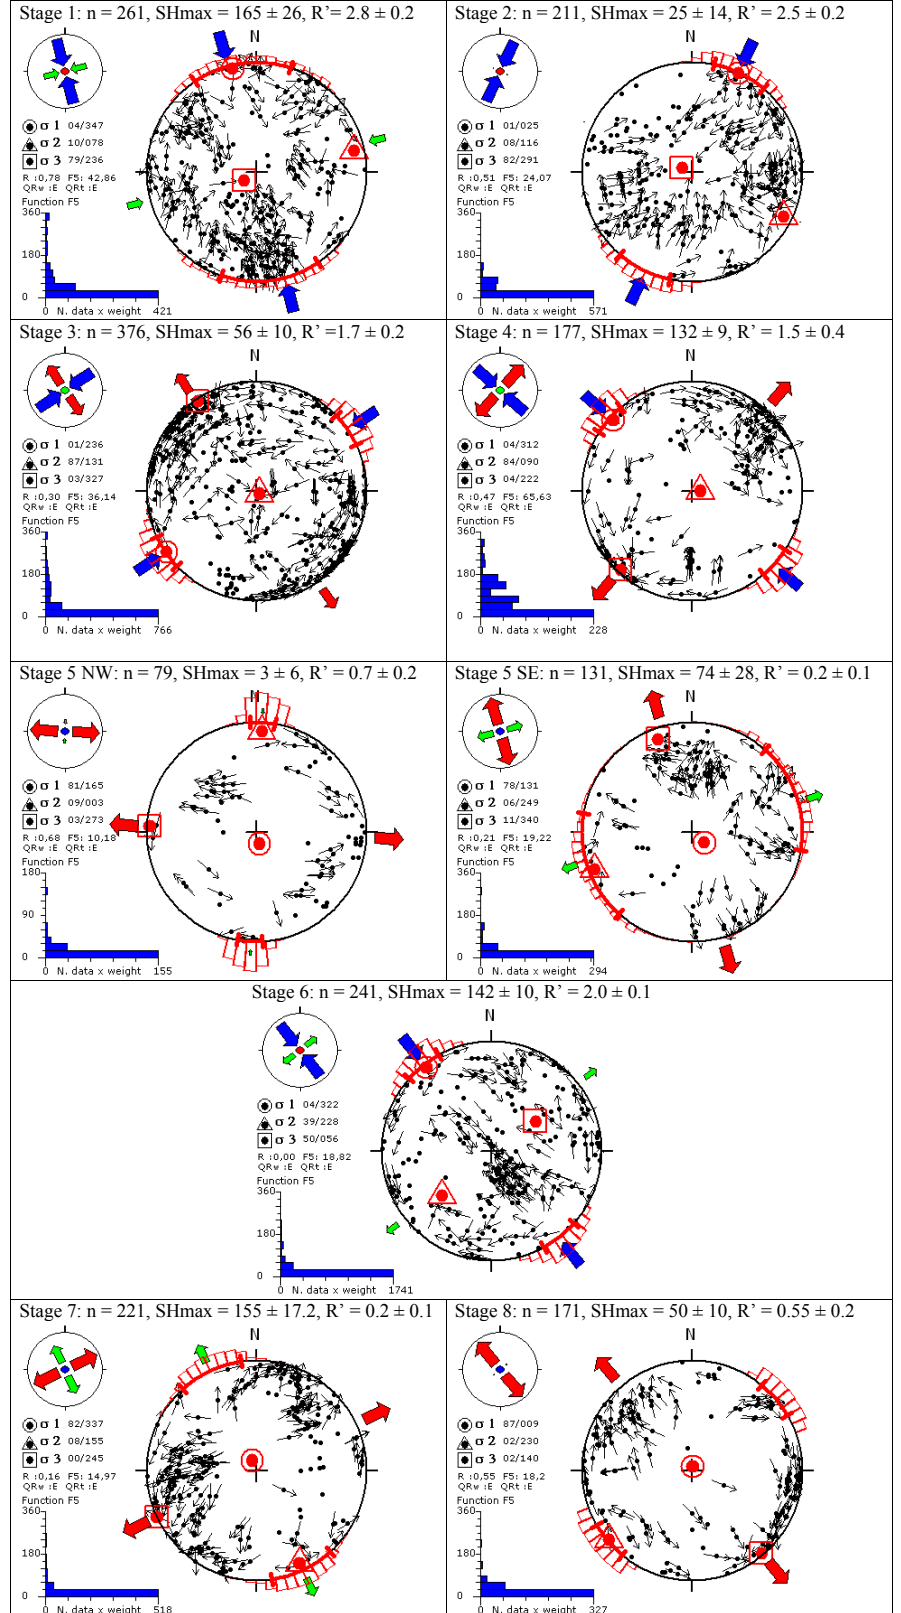 Stage 1: n = 261, SHmax = 165 ± 26, R’= 2.8 ± 0.2
N
σ 1 04/347
σ 2 10/078
σ 3 79/236
R :0,78 F5: 42,86
QRw :E QRt :E
Function F5
360
180
0
0 N. data x weight 421
Stage 2: n = 211, SHmax = 25 ± 14, R’ = 2.5 ± 0.2
N
σ 1 01/025
σ 2 08/116
σ 3 82/291
R :0,51 F5: 24,07
QRw :E QRt :E
Function F5
360
180
0
0 N. data x weight 571
Stage 3: n = 376, SHmax = 56 ± 10, R’ =1.7 ± 0.2
N
σ 1 01/236
σ 2 87/131
σ 3 03/327
R :0,30 F5: 36,14
QRw :E QRt :E
Function F5
360
180
0
0 N. data x weight 766
Stage 4: n = 177, SHmax = 132 ± 9, R’ = 1.5 ± 0.4
N
σ 1 04/312
σ 2 84/090
σ 3 04/222
R :0,47 F5: 65,63
QRw :E QRt :E
Function F5
360
180
0
0 N. data x weight 228
Stage 5 NW: n = 79, SHmax = 3 ± 6, R’ = 0.7 ± 0.2
N
σ 1 81/165
σ 2 09/003
σ 3 03/273
R :0,68 F5: 10,18
QRw :E QRt :E
Function F5
180
90
0
0 N. data x weight 155
Stage 5 SE: n = 131, SHmax = 74 ± 28, R’ = 0.2 ± 0.1
N
σ 1 78/131
σ 2 06/249
σ 3 11/340
R :0,21 F5: 19,22
QRw :E QRt :E
Function F5
360
180
0
0 N. data x weight 294
Stage 6: n = 241, SHmax = 142 ± 10, R’ = 2.0 ± 0.1
N
σ 1 04/322
σ 2 39/228
σ 3 50/056
R :0,00 F5: 18,82
QRw :E QRt :E
Function F5
360
180
0
0 N. data x weight 1741
Stage 7: n = 221, SHmax = 155 ± 17.2, R’ = 0.2 ± 0.1
N
σ 1 82/337
σ 2 08/155
σ 3 00/245
R :0,16 F5: 14,97
QRw :E QRt :E
Function F5
360
180
0
0 N. data x weight 518
Stage 8: n = 171, SHmax = 50 ± 10, R’ = 0.55 ± 0.2
N
σ 1 87/009
σ 2 02/230
σ 3 02/140
R :0,55 F5: 18,2
QRw :E QRt :E
Function F5
360
180
0
0 N. data x weight 327